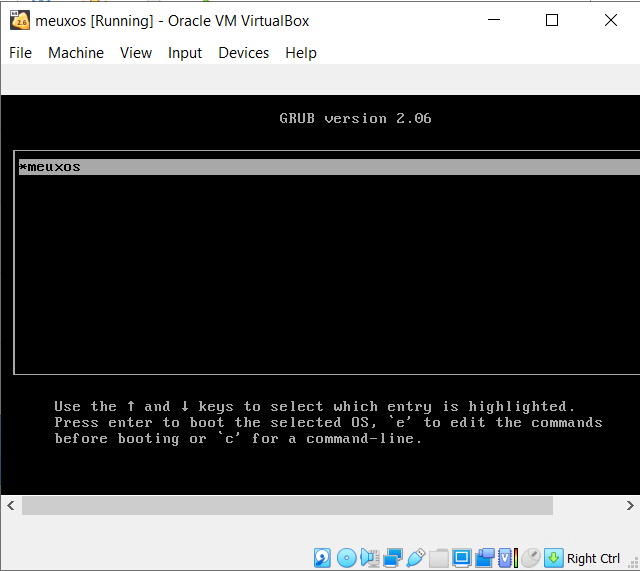 meuxos [Running] - Oracle VM VirtualBox
File Machine View Input Devices Help
GRUB version 2.06
*meuxos
Use the ↑ and ↓ keys to select which entry is highlighted.
Press enter to boot the selected OS, `e' to edit the commands
before booting or `c' for a command-line.
Right Ctrl